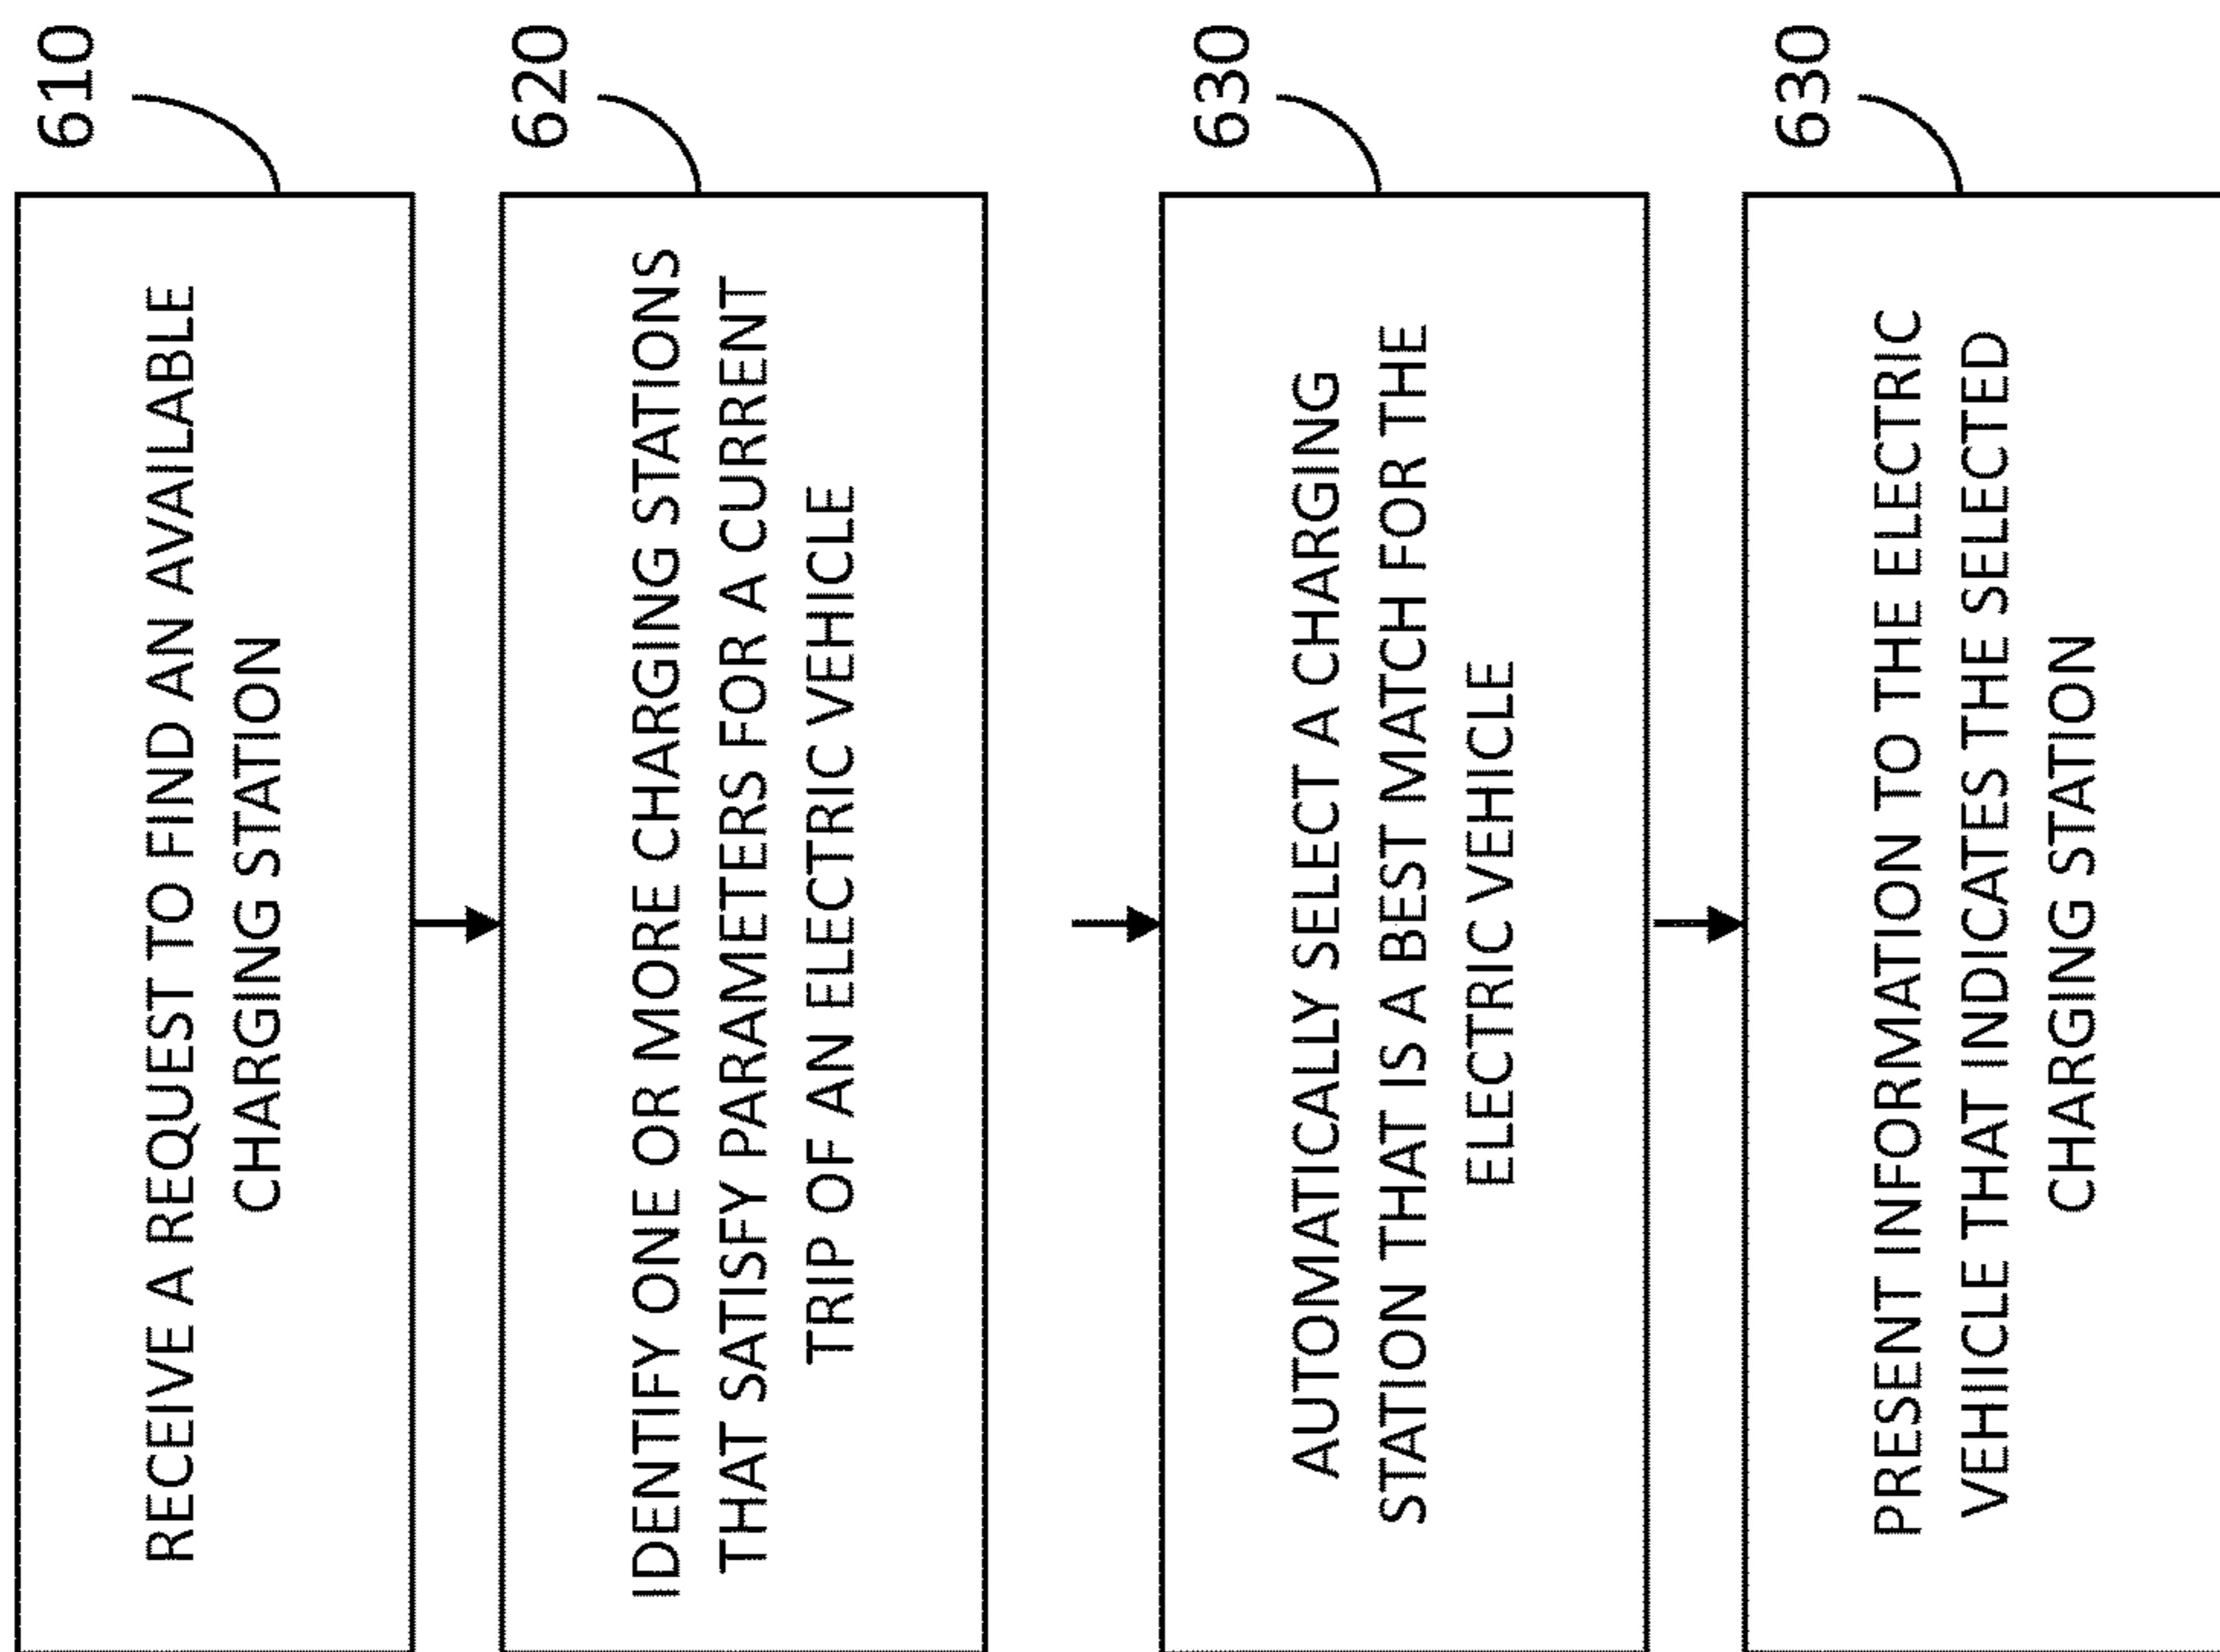 610
RECEIVE A REQUEST TO FIND AN AVAILABLE
CHARGING STATION
620
IDENTIFY ONE OR MORE CHARGING STATIONS
THAT SATISFY PARAMETERS FOR A CURRENT
TRIP OF AN ELECTRIC VEHICLE
630
AUTOMATICALLY SELECT A CHARGING
STATION THAT IS A BEST MATCH FOR THE
ELECTRIC VEHICLE
630
PRESENT INFORMATION TO THE ELECTRIC
VEHICLE THAT INDICATES THE SELECTED
CHARGING STATION